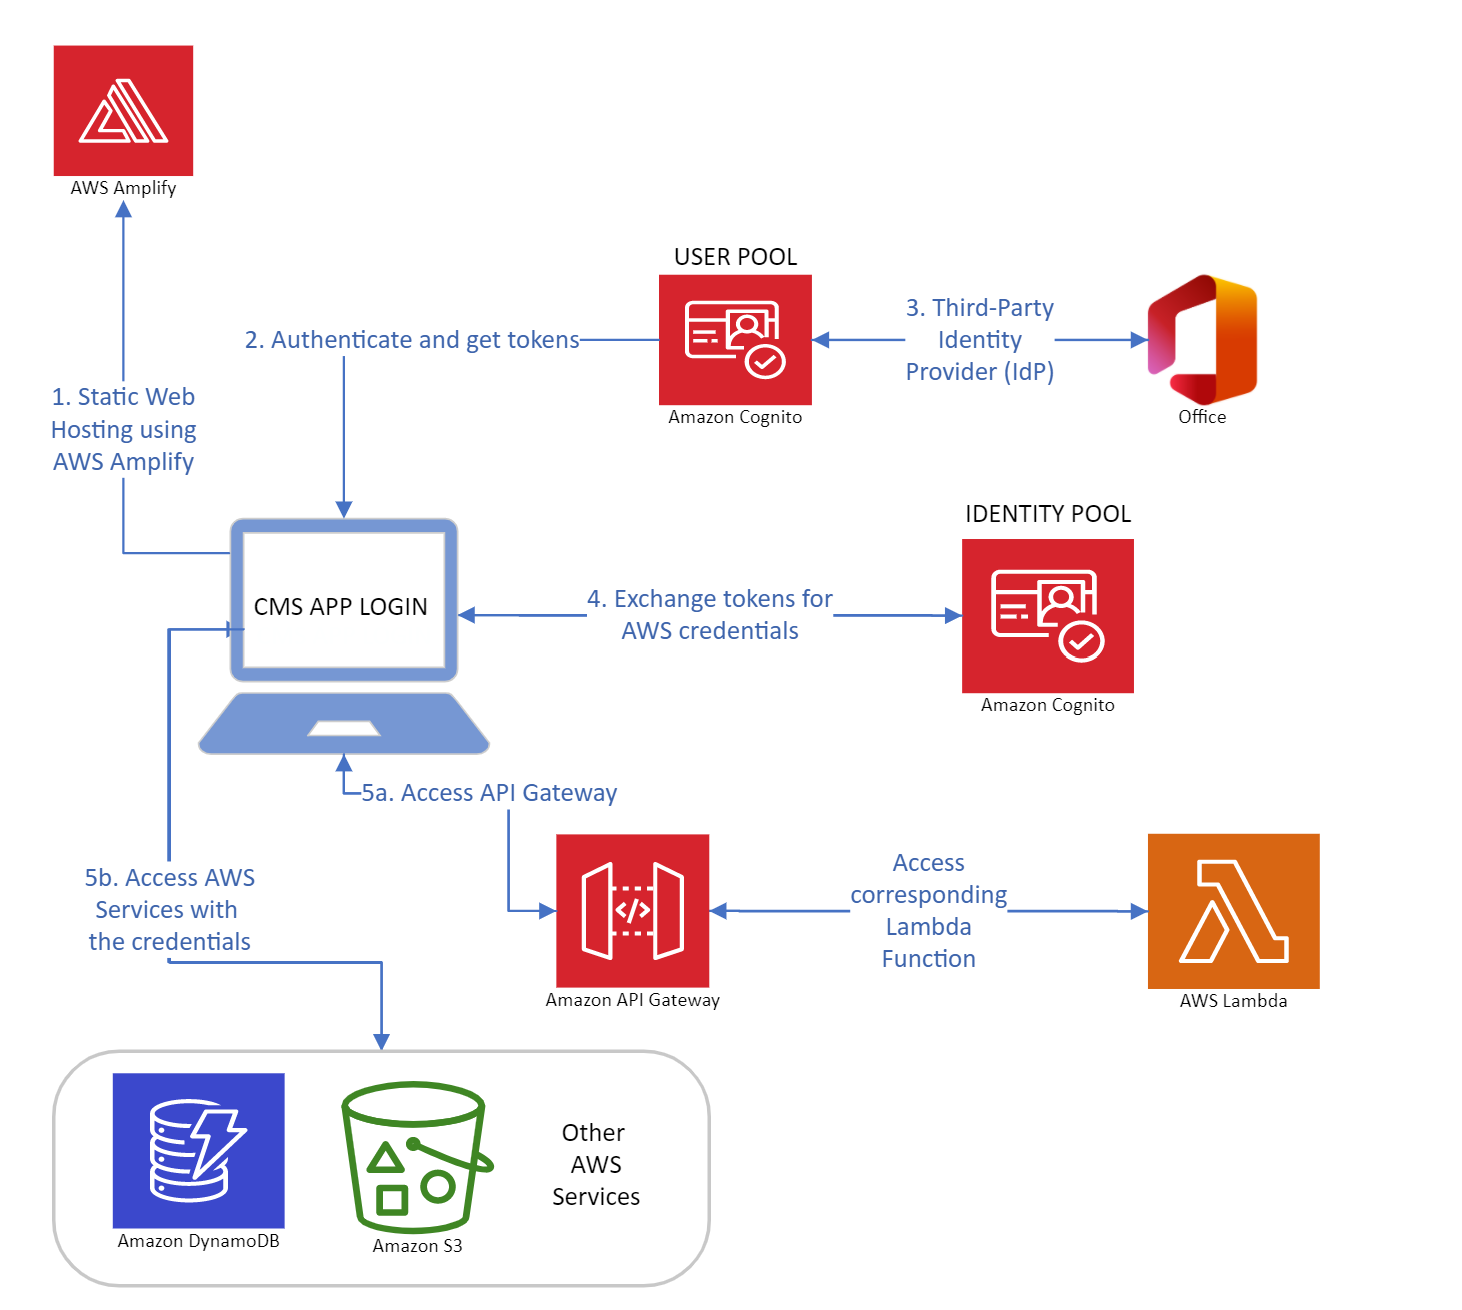 AWS Amplify
USER POOL
2. Authenticate and get tokens
3. Third-Party
Identity
Provider (IdP)
Amazon Cognito
Office
1. Static Web
Hosting using
AWS Amplify
IDENTITY POOL
CMS APP LOGIN
4. Exchange tokens for
AWS credentials
Amazon Cognito
5a. Access API Gateway
5b. Access AWS
Services with
the credentials
</>
Access
corresponding
Lambda
Function
Amazon API Gateway
AWS Lambda
Other
AWS
Services
Amazon DynamoDB
Amazon S3